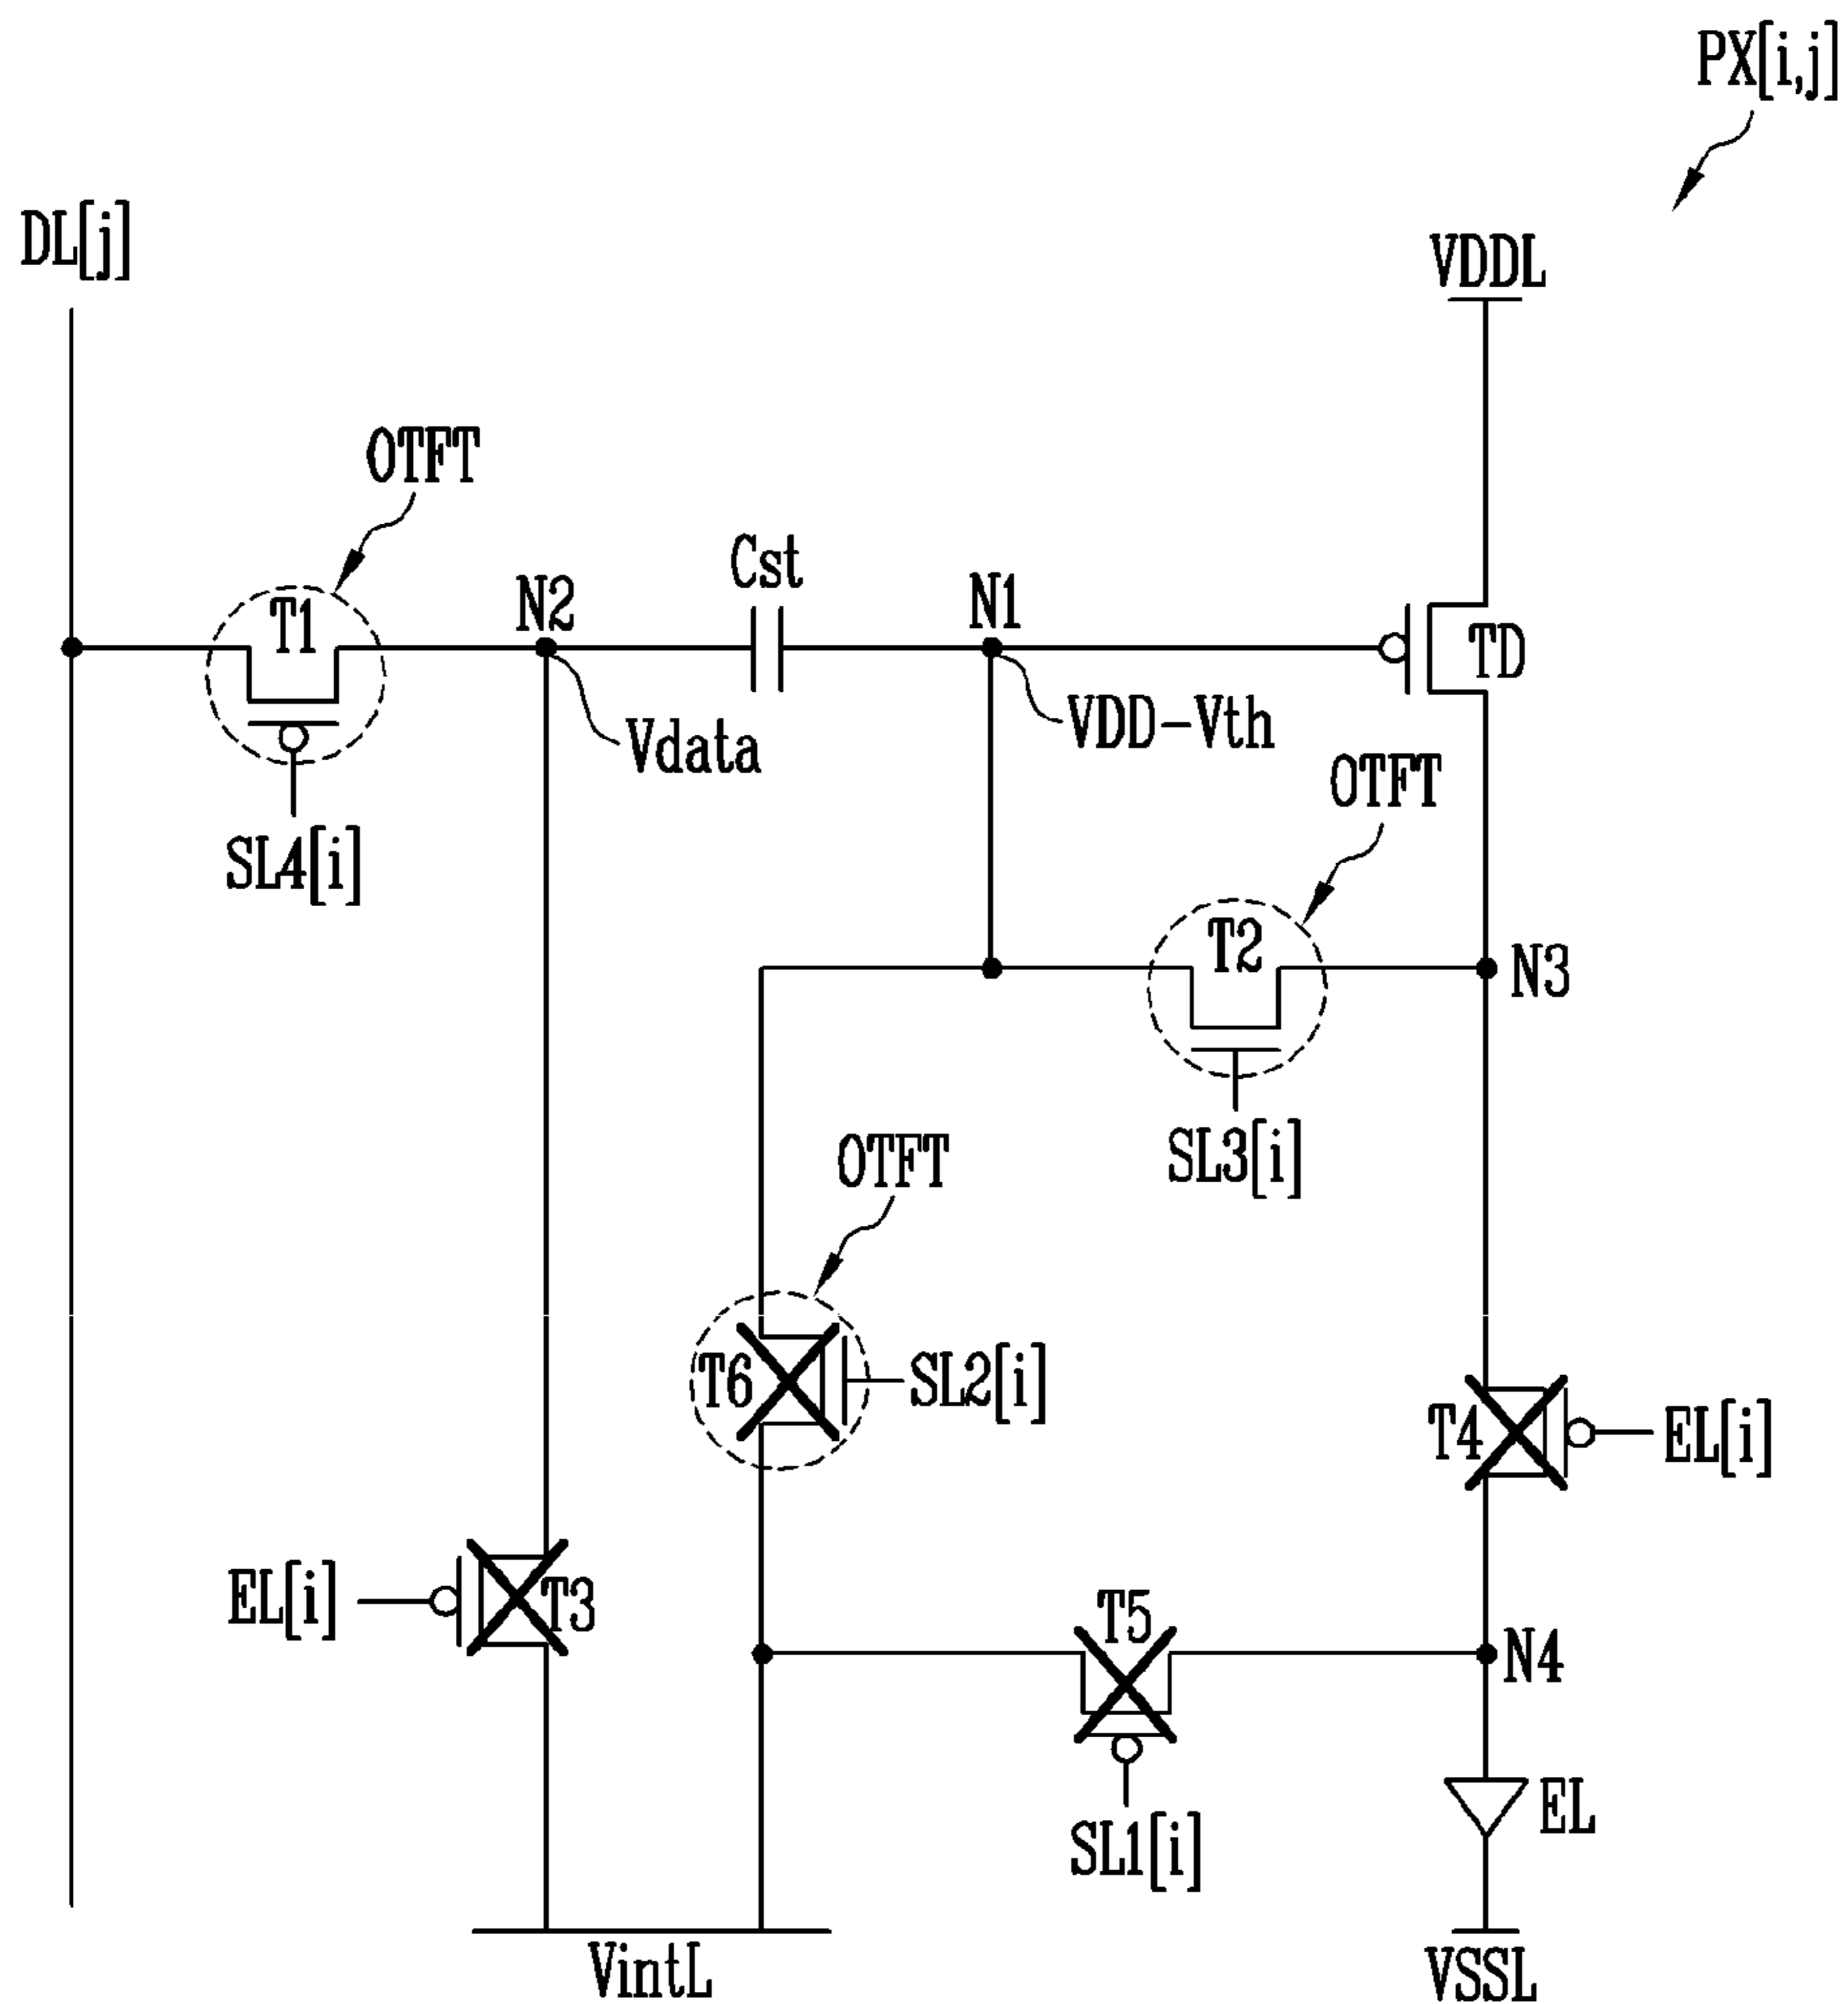 PX[i,j]
DL[j]
VDDL
OTFT
Cst
N2
N1
T1
TD
Vdata
VDD-Vth
OTFT
SL4[i]
T2
N3
SL3[i]
OTFT
T6
SL2[i]
T4
EL[i]
EL[i]
T3
T5
N4
EL
SL1[i]
VintL
VSSL